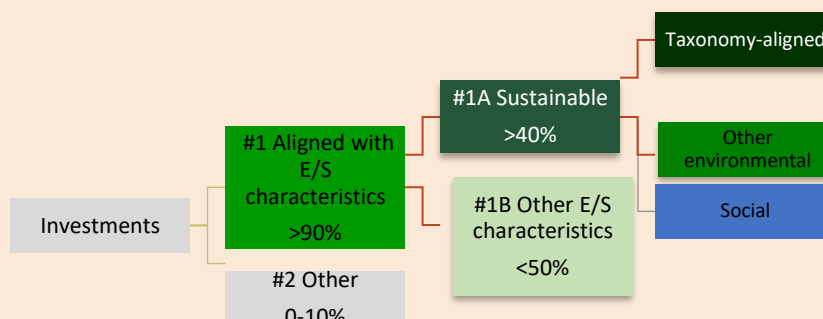 Taxonomy-aligned
#1A Sustainable
>40%
#1 Aligned with
E/S
characteristics
>90%
Other
environmental
#1B Other E/S
characteristics
<50%
Social
Investments
#2 Other
0-10%